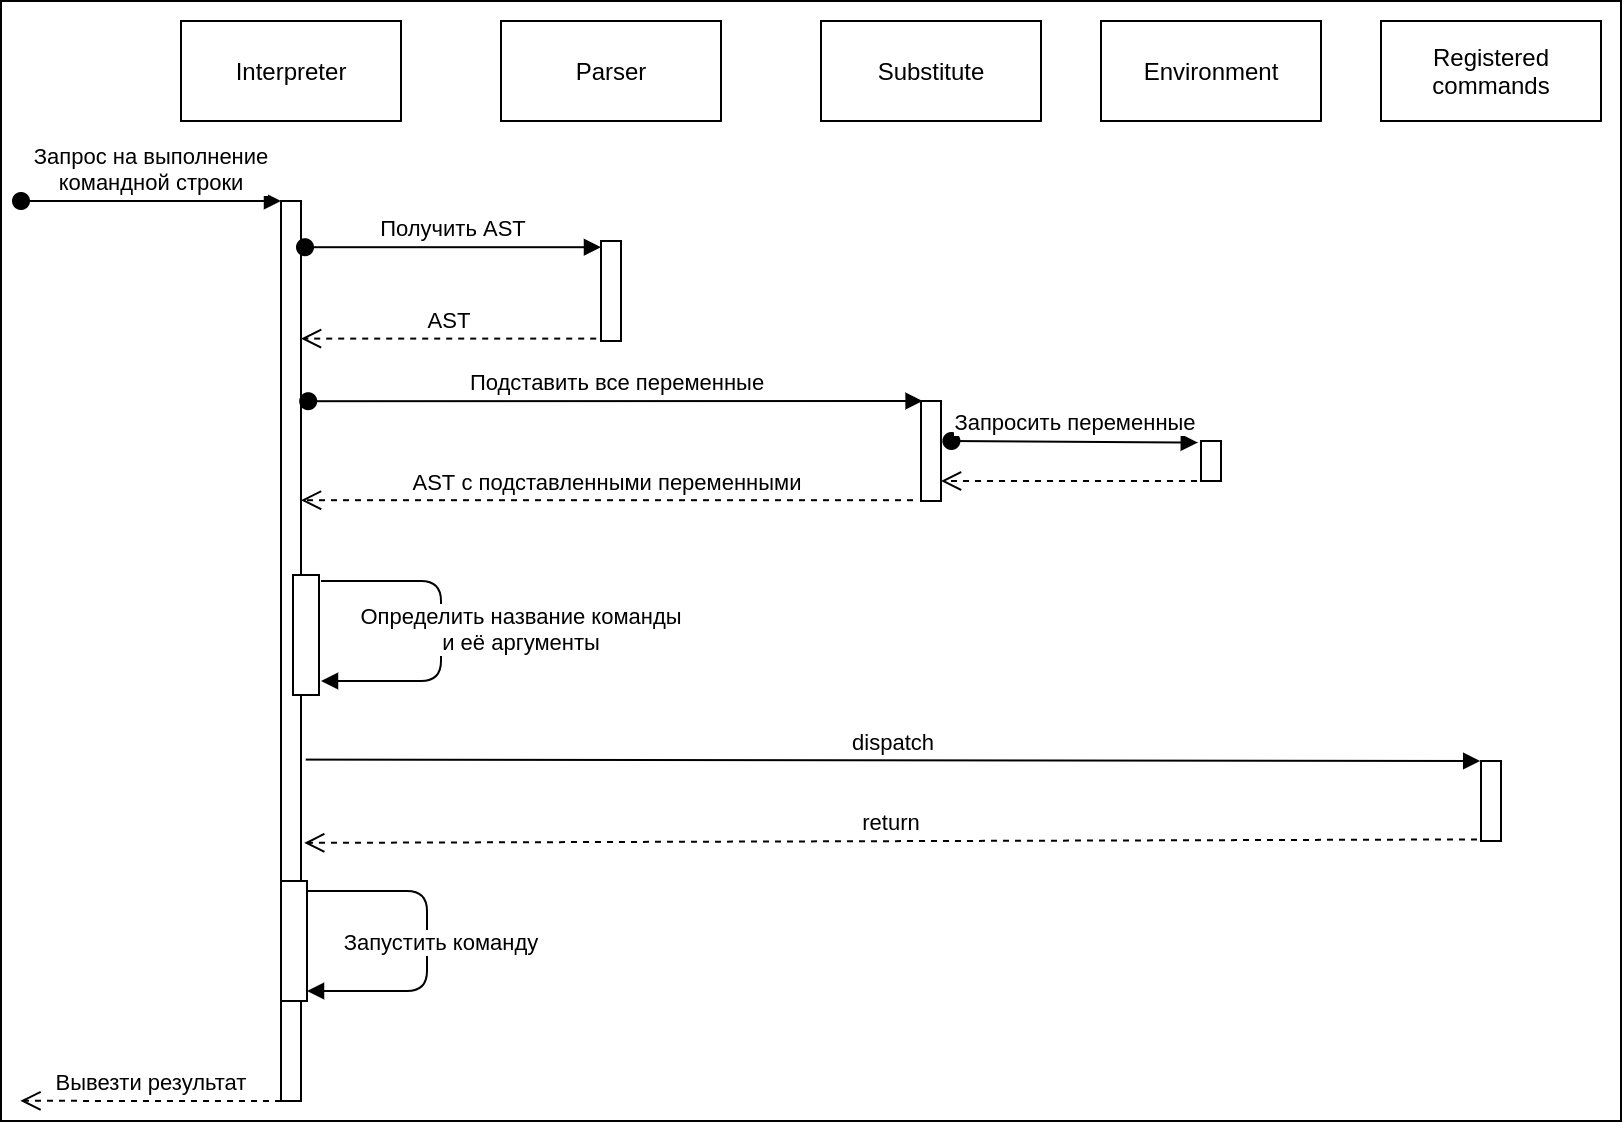 Interpreter
Parser
Substitute
Environment
Registered
commands
Запрос на выполнение
командной строки
Получить AST
AST
Подставить все переменные
Запросить переменные
AST с подставленными переменными
Определить название команды
и её аргументы
dispatch
return
Запустить команду
Вывезти результат